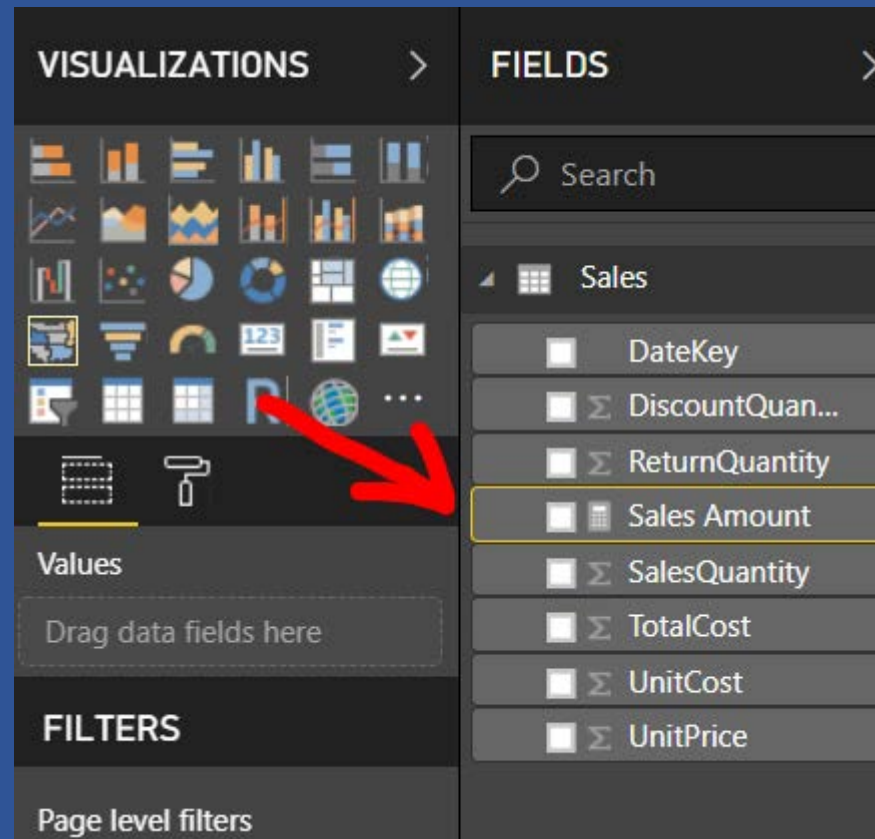 VISUALIZATIONS
123
R
Values
Drag data fields here
FILTERS
Page level filters
FIELDS
Search
Sales
DateKey
DiscountQuan...
ReturnQuantity
Sales Amount
SalesQuantity
TotalCost
UnitCost
UnitPrice